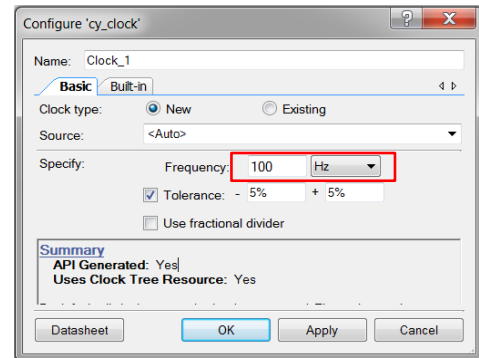 Configure 'cy_clock'
Name: Clock_1
Basic Built-in
Clock type: New Existing
Source: <Auto>
Specify: Frequency: 100 Hz
Tolerance: - 5% + 5%
Use fractional divider
Summary
API Generated: Yes
Uses Clock Tree Resource: Yes
Datasheet OK Apply Cancel